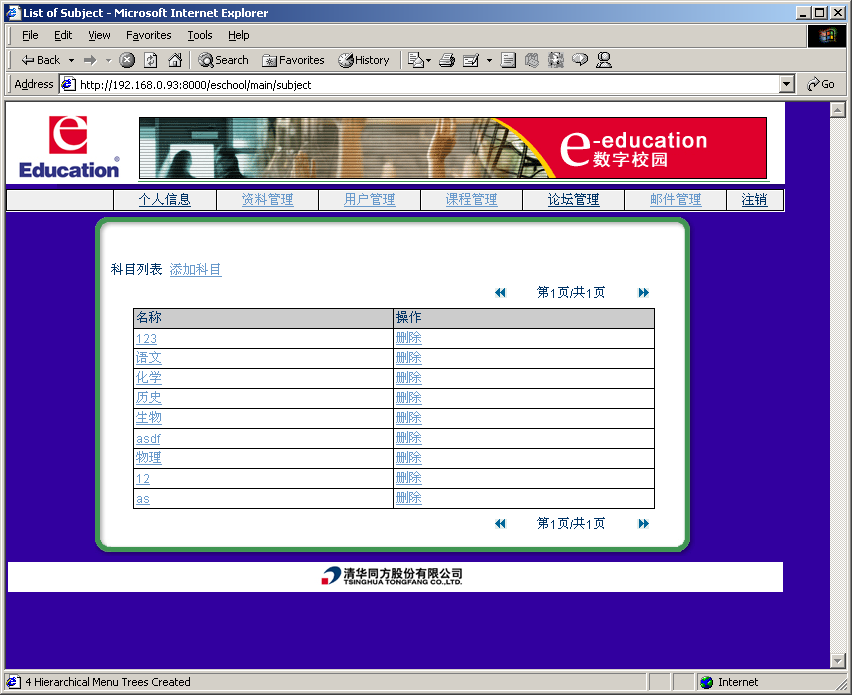 List of Subject - Microsoft Internet Explorer
File Edit View Favorites Tools Help
Back Search Favorites History
Address http://192.168.0.93:8000/eschool/main/subject Go
e
Education®
e-education
数字校园
个人信息 资料管理 用户管理 课程管理 论坛管理 邮件管理 注销
科目列表 添加科目
第1页/共1页
名称 操作
123 删除
语文 删除
化学 删除
历史 删除
生物 删除
asdf 删除
物理 删除
12 删除
as 删除
第1页/共1页
清华同方股份有限公司
TSINGHUA TONGFANG CO.,LTD.
4 Hierarchical Menu Trees Created Internet